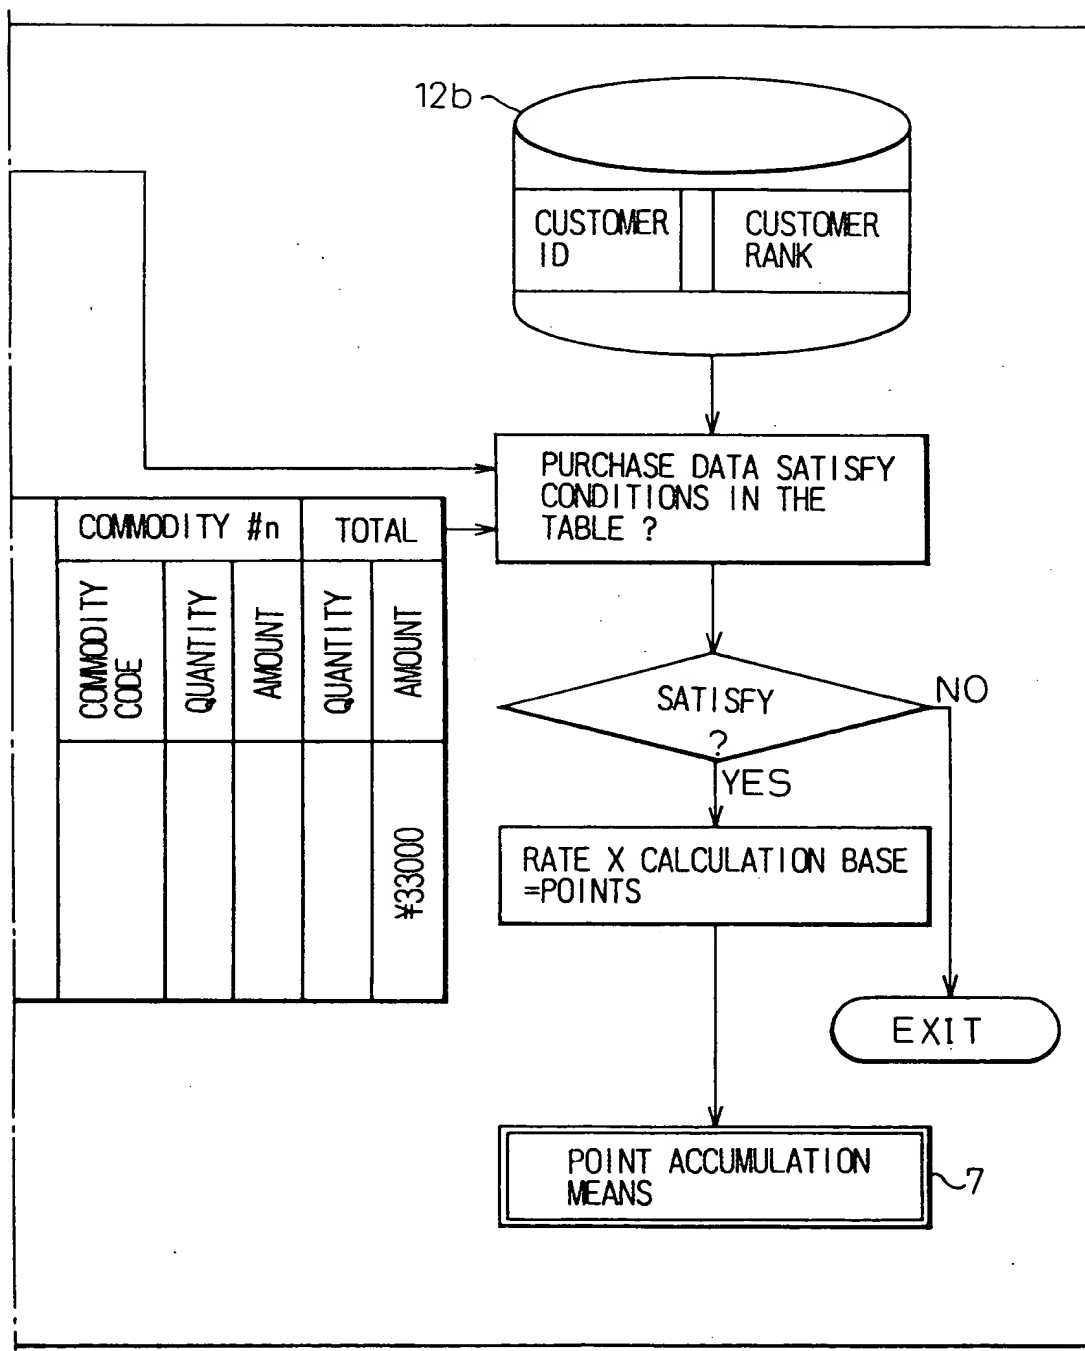 12b
CUSTOMER
ID
CUSTOMER
RANK
PURCHASE DATA SATISFY
CONDITIONS IN THE
TABLE ?
COMMODITY #n
TOTAL
COMMODITY
CODE
QUANTITY
AMOUNT
QUANTITY
AMOUNT
¥33000
SATISFY
?
NO
YES
RATE X CALCULATION BASE
=POINTS
EXIT
POINT ACCUMULATION
MEANS
7